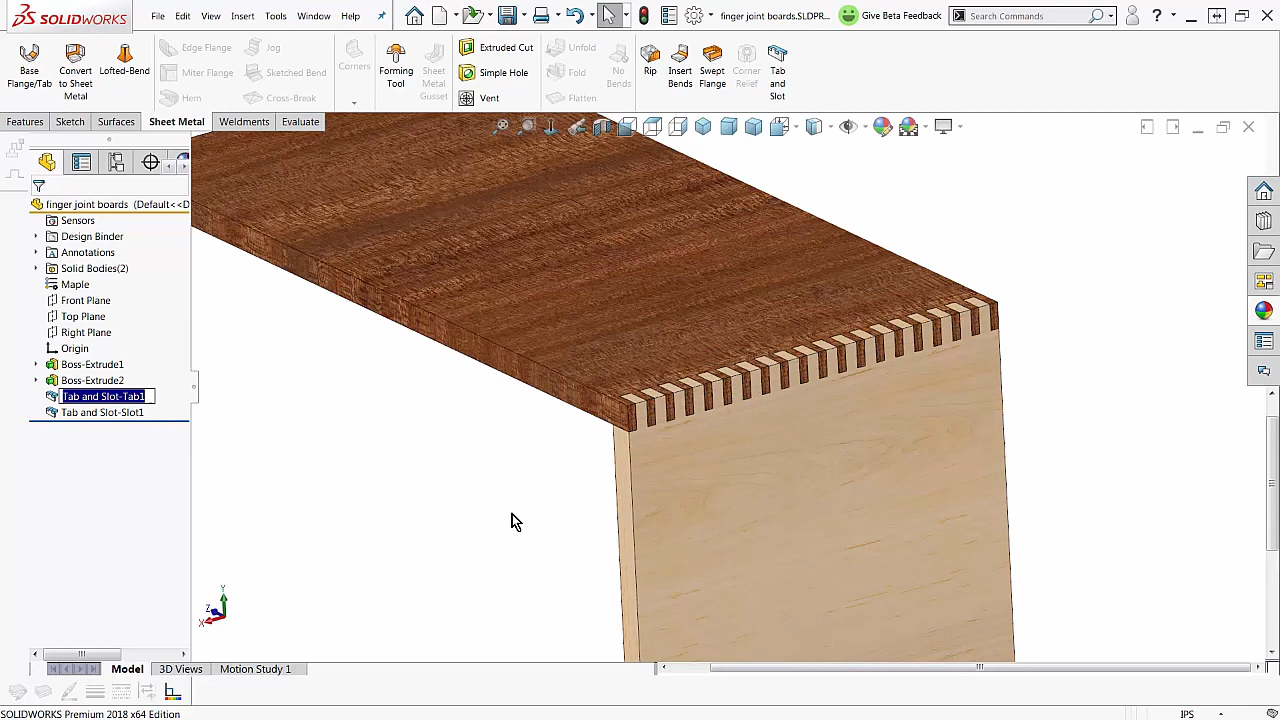 SOLIDWORKS File Edit View Insert Tools Window Help finger joint boards.SLDPR... Give Beta Feedback Search Commands ?
Base Flange/Tab
Convert to Sheet Metal
Lofted-Bend
Edge Flange
Miter Flange
Hem
Jog
Sketched Bend
Cross-Break
Corners
Forming Tool
Sheet Metal Gusset
Extruded Cut
Simple Hole
Vent
Unfold
Fold
Flatten
No Bends
Rip
Insert Bends
Swept Flange
Corner Relief
Tab and Slot
Features Sketch Surfaces Sheet Metal Weldments Evaluate
finger joint boards (Default<<D
Sensors
Design Binder
Annotations
Solid Bodies(2)
Maple
Front Plane
Top Plane
Right Plane
Origin
Boss-Extrude1
Boss-Extrude2
Tab and Slot-Tab1
Tab and Slot-Slot1
Y
Z
X
Model 3D Views Motion Study 1
SOLIDWORKS Premium 2018 x64 Edition IPS